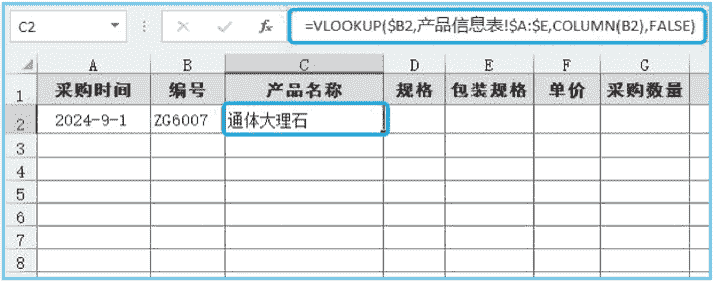 C2 fx =VLOOKUP($B2,产品信息表!$A:$E,COLUMN(B2),FALSE)
A B C D E F G
1 采购时间 编号 产品名称 规格 包装规格 单价 采购数量
2 2024-9-1 ZG6007 通体大理石
3
4
5
6
7
8